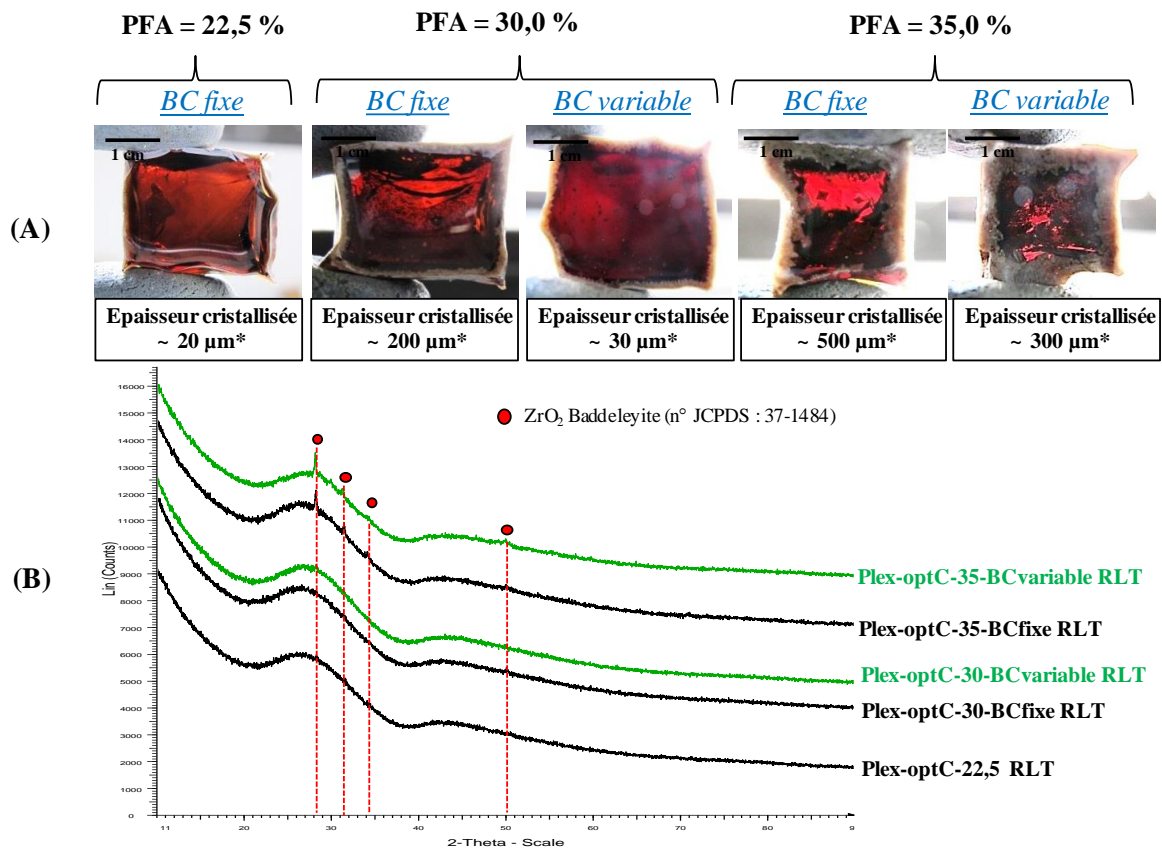 PFA = 22,5 %
PFA = 30,0 %
PFA = 35,0 %
BC fixe
BC fixe
BC variable
BC fixe
BC variable
1 cm
1 cm
1 cm
1 cm
1 cm
(A)
Epaisseur cristallisée
~ 20 µm*
Epaisseur cristallisée
~ 200 µm*
Epaisseur cristallisée
~ 30 µm*
Epaisseur cristallisée
~ 500 µm*
Epaisseur cristallisée
~ 300 µm*
(B)
ZrO₂ Baddeleyite (n° JCPDS : 37-1484)
Lin (Counts)
16000
15000
14000
13000
12000
11000
10000
9000
8000
7000
6000
5000
4000
3000
2000
1000
0
Plex-optC-35-BCvariable RLT
Plex-optC-35-BCfixe RLT
Plex-optC-30-BCvariable RLT
Plex-optC-30-BCfixe RLT
Plex-optC-22,5 RLT
11 20 30 40 50 60 70 80 9
2-Theta - Scale